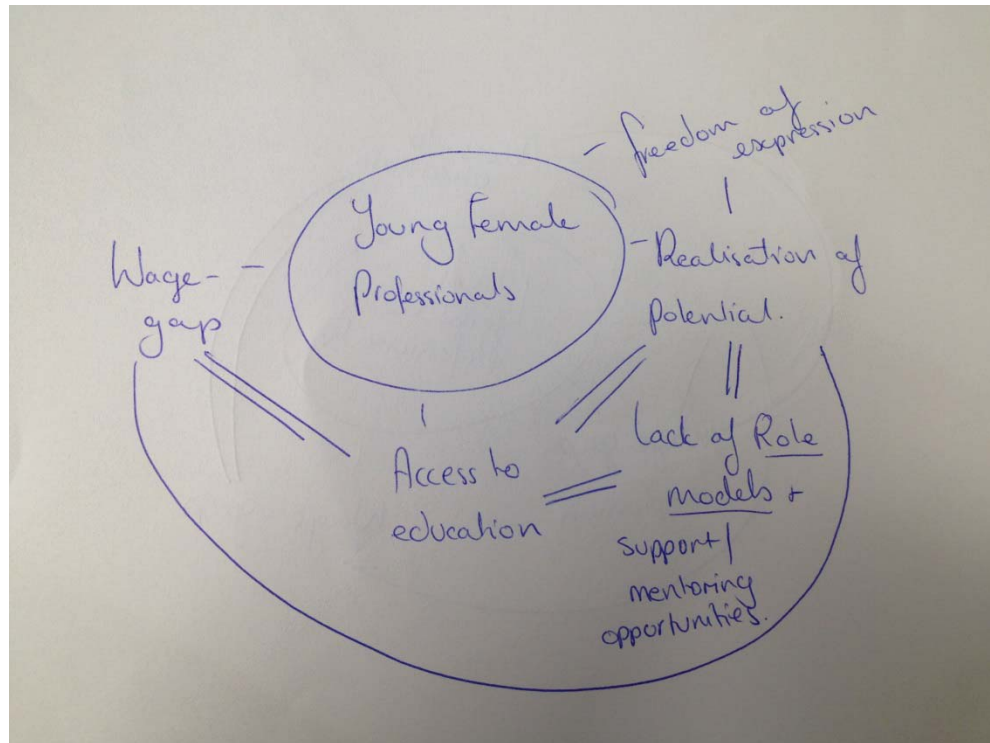 Young Female
Professionals
- freedom of
expression
- Realisation of
potential.
Lack of Role
models +
support/
mentoring
opportunities.
Access to
education
Wage-
gap